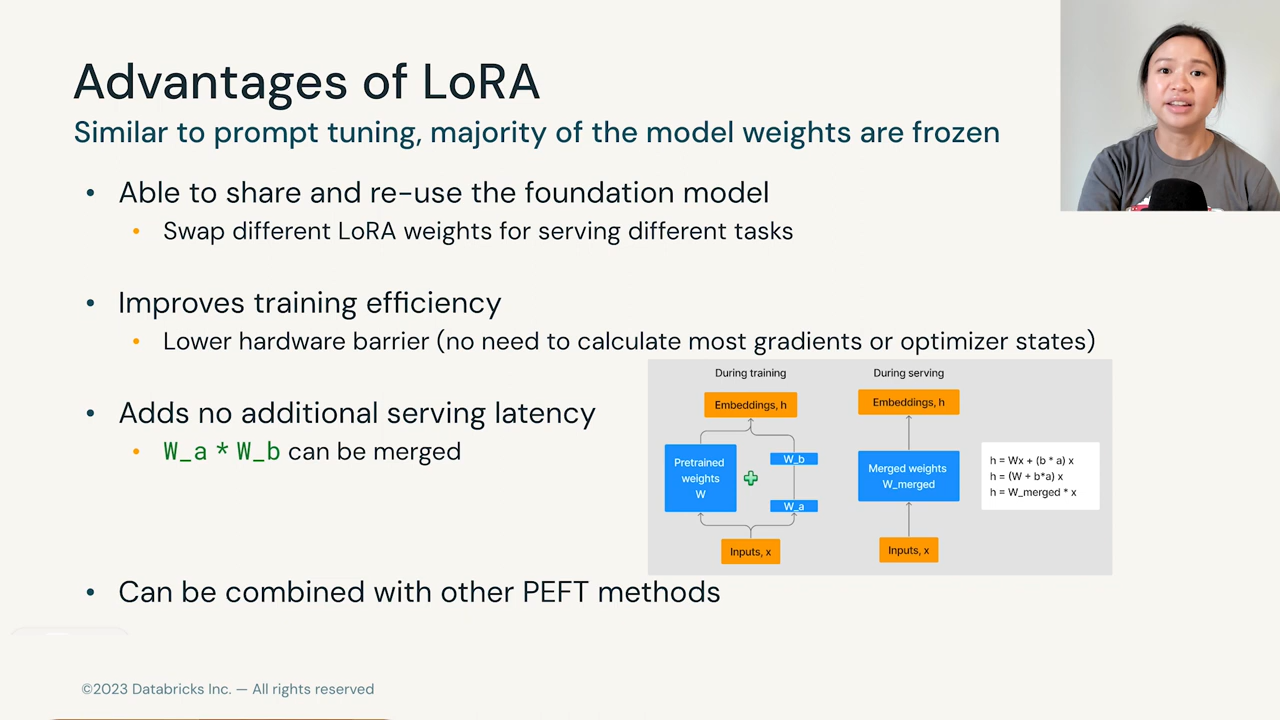 Advantages of LoRA
Similar to prompt tuning, majority of the model weights are frozen
• Able to share and re-use the foundation model
• Swap different LoRA weights for serving different tasks
• Improves training efficiency
• Lower hardware barrier (no need to calculate most gradients or optimizer states)
• Adds no additional serving latency
• W_a * W_b can be merged
During training
Embeddings, h
Pretrained
weights
W
W_b
W_a
Inputs, x
During serving
Embeddings, h
Merged weights
W_merged
Inputs, x
h = Wx + (b * a) x
h = (W + b*a) x
h = W_merged * x
• Can be combined with other PEFT methods
©2023 Databricks Inc. — All rights reserved